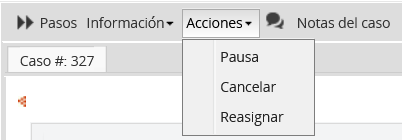 Pasos Información Acciones Notas del caso
Caso #: 327
Pausa
Cancelar
Reasignar